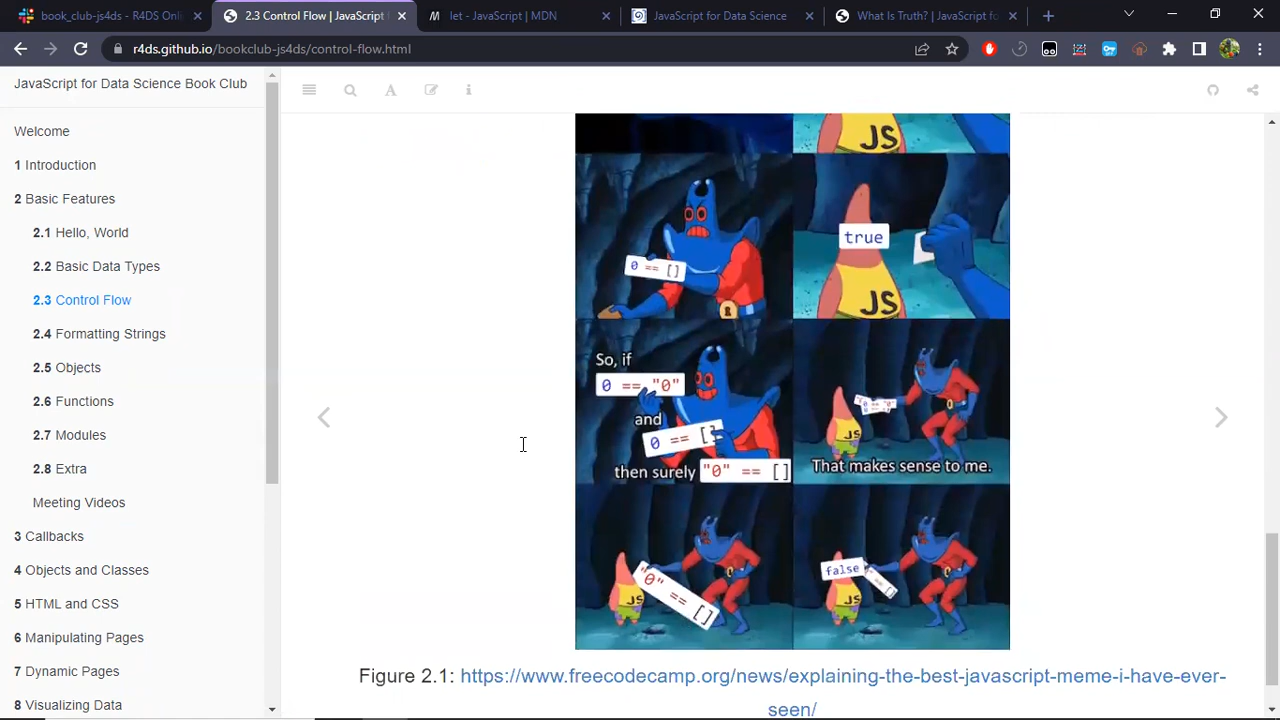 book_club-js4ds - R4DS Onli
2.3 Control Flow | JavaScript f
let - JavaScript | MDN
JavaScript for Data Science
What Is Truth? | JavaScript fo
r4ds.github.io/bookclub-js4ds/control-flow.html
JavaScript for Data Science Book Club
Welcome
1 Introduction
2 Basic Features
2.1 Hello, World
2.2 Basic Data Types
2.3 Control Flow
2.4 Formatting Strings
2.5 Objects
2.6 Functions
2.7 Modules
2.8 Extra
Meeting Videos
3 Callbacks
4 Objects and Classes
5 HTML and CSS
6 Manipulating Pages
7 Dynamic Pages
8 Visualizing Data
JS
0 == []
true
JS
So, if
0 == "0"
and
0 == []
then surely "0" == []
"0" == "0"
JS
That makes sense to me.
"0" == []
JS
false
== []
JS
Figure 2.1: https://www.freecodecamp.org/news/explaining-the-best-javascript-meme-i-have-ever-
seen/